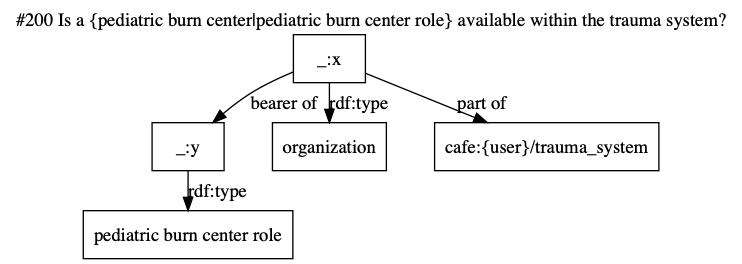 #200 Is a {pediatric burn center|pediatric burn center role} available within the trauma system?
_:x
bearer of
rdf:type
part of
_:y
organization
cafe:{user}/trauma_system
rdf:type
pediatric burn center role